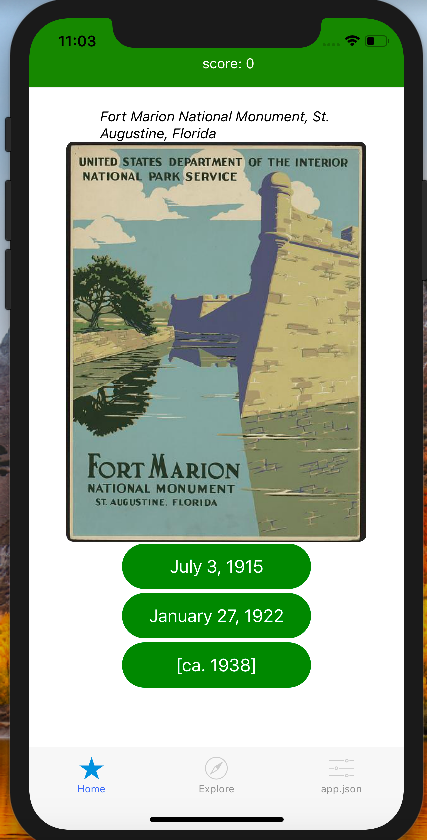 11:03
score: 0
Fort Marion National Monument, St.
Augustine, Florida
UNITED STATES DEPARTMENT OF THE INTERIOR
NATIONAL PARK SERVICE
FORT MARION
NATIONAL MONUMENT
ST. AUGUSTINE, FLORIDA
July 3, 1915
January 27, 1922
[ca. 1938]
Home
Explore
app.json